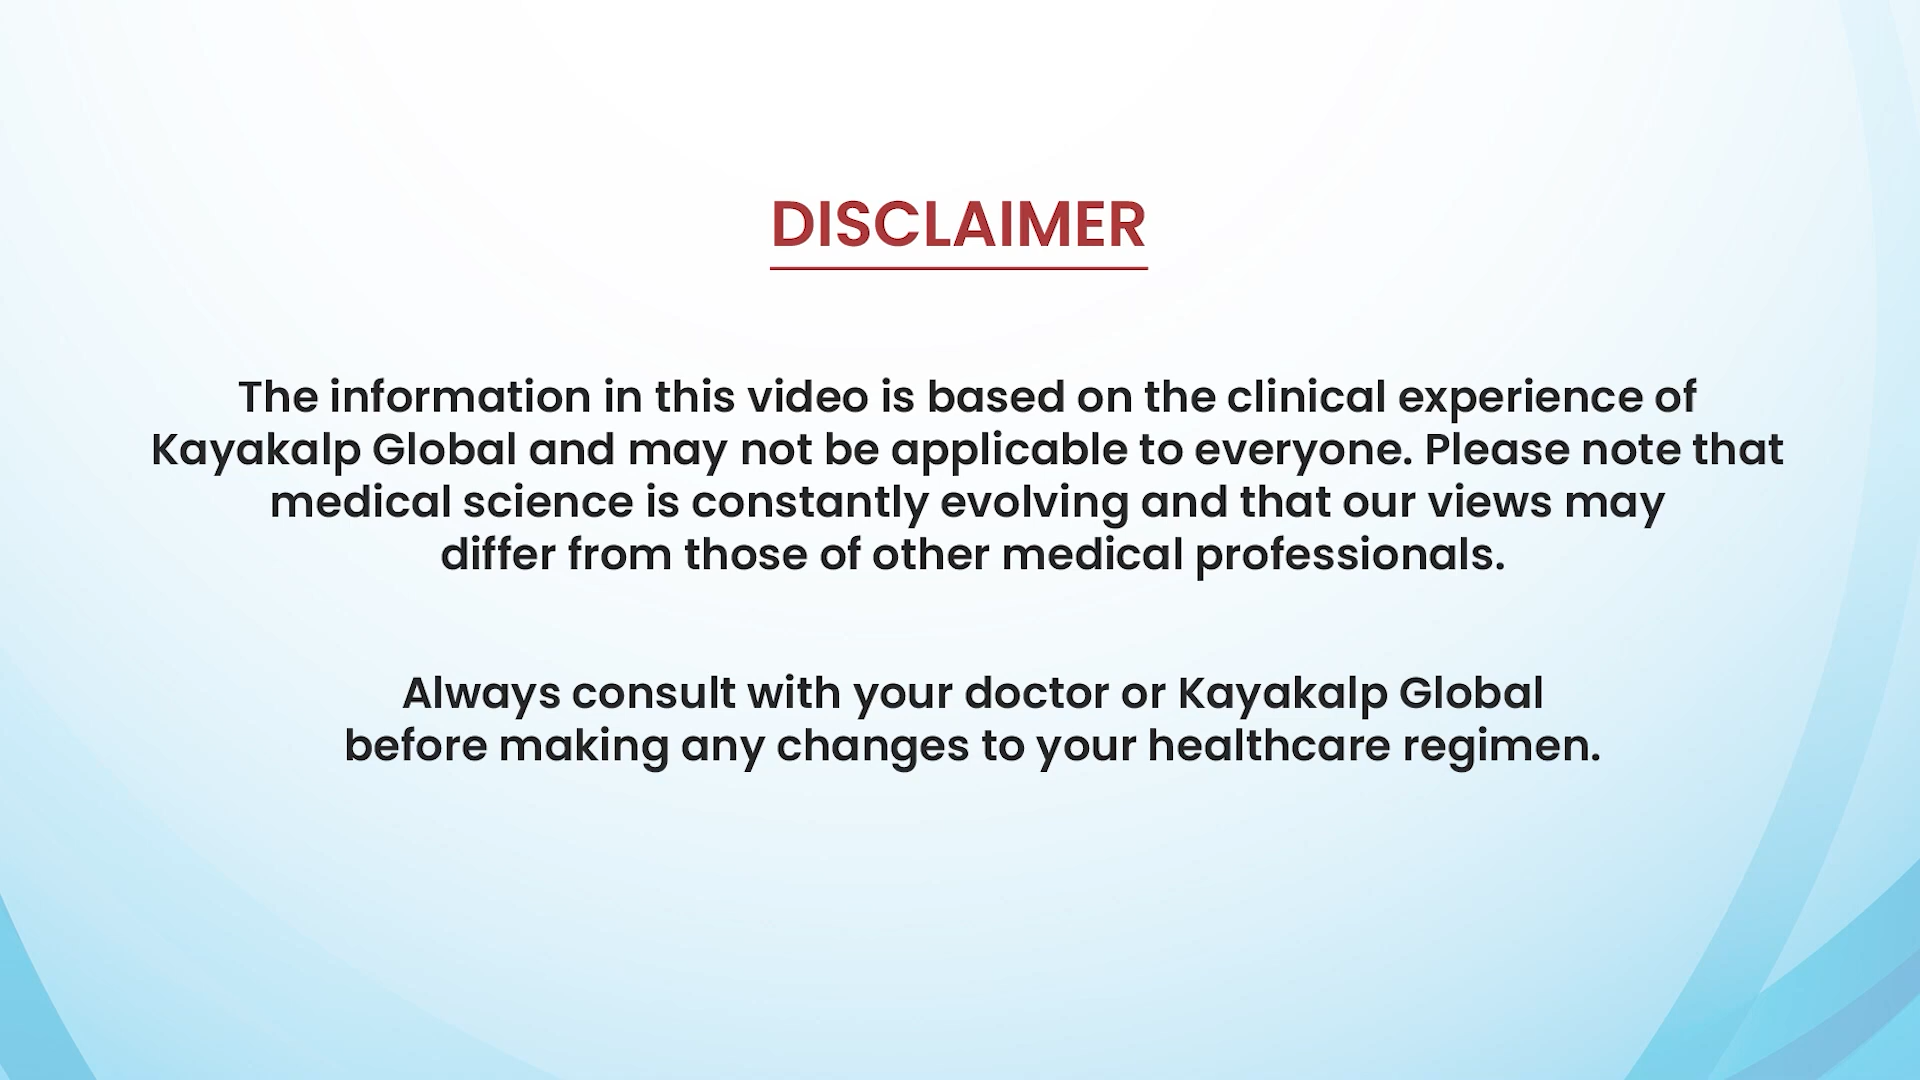 DISCLAIMER
The information in this video is based on the clinical experience of
Kayakalp Global and may not be applicable to everyone. Please note that
medical science is constantly evolving and that our views may
differ from those of other medical professionals.
Always consult with your doctor or Kayakalp Global
before making any changes to your healthcare regimen.